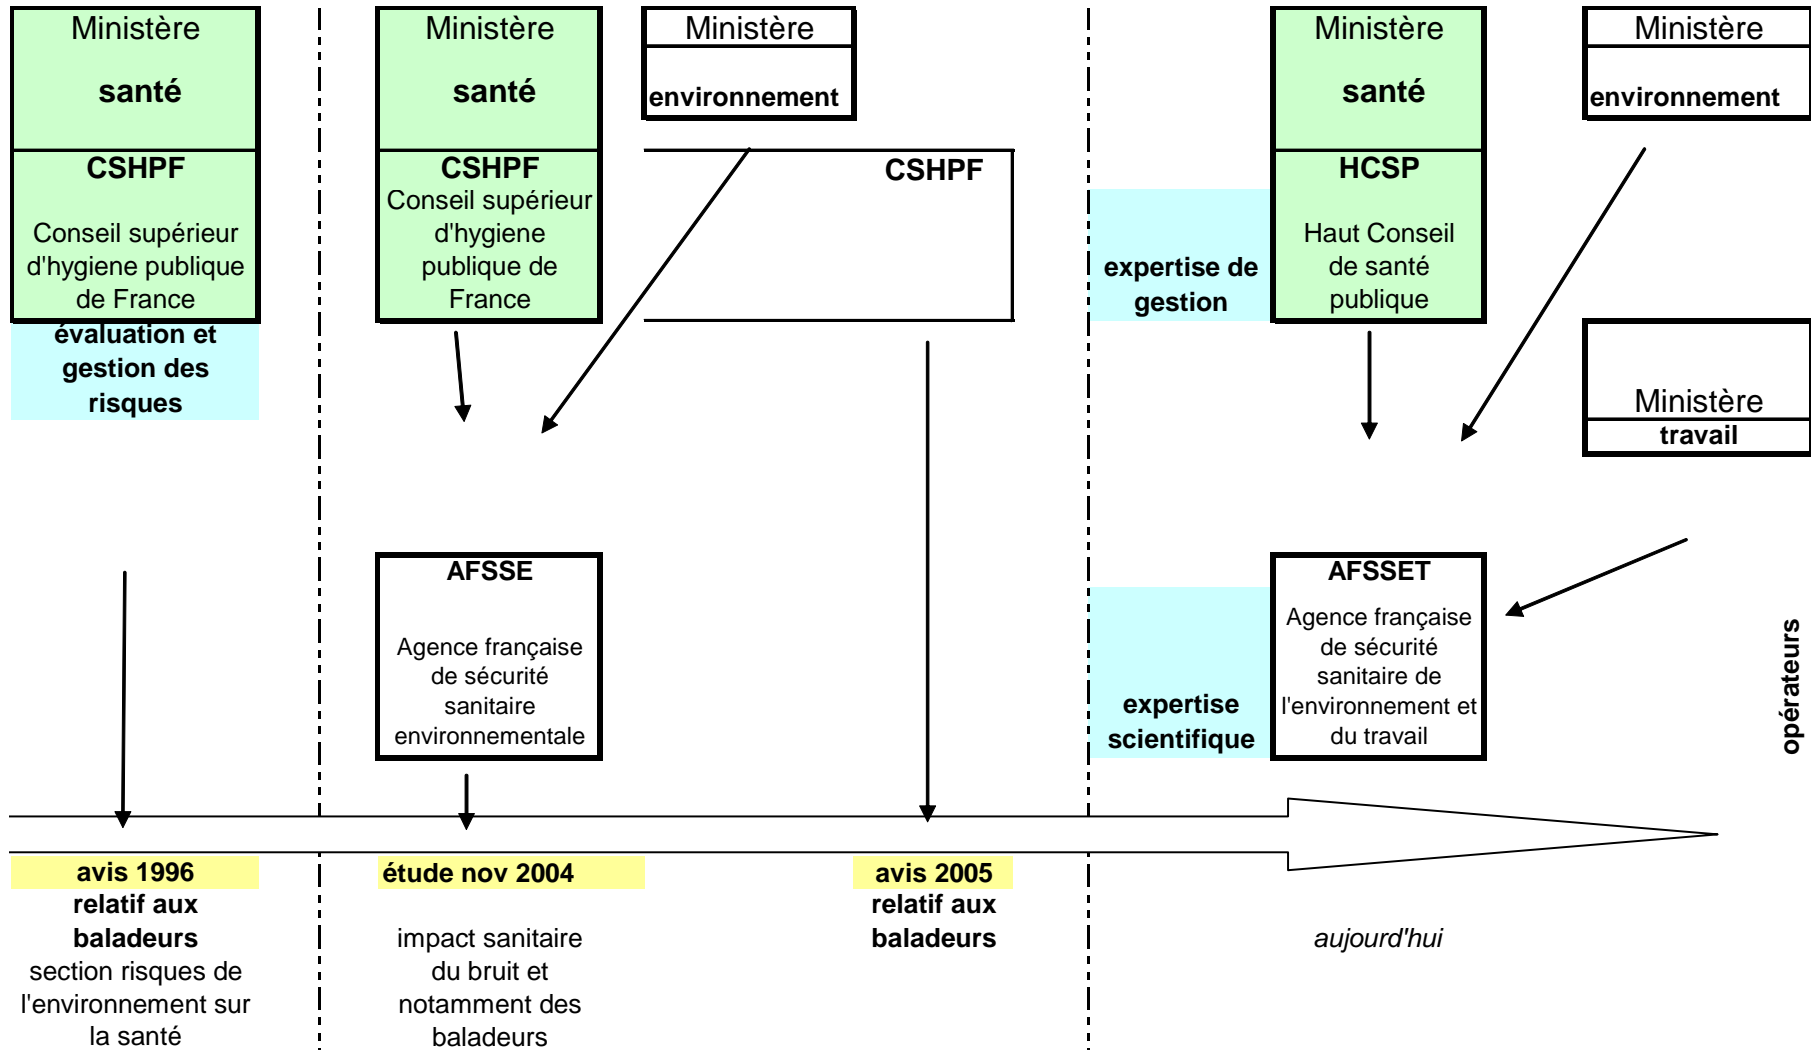 Ministère
santé
CSHPF
Conseil supérieur
d'hygiene publique
de France
évaluation et
gestion des
risques
avis 1996
relatif aux
baladeurs
section risques de
l'environnement sur
la santé
Ministère
santé
CSHPF
Conseil supérieur
d'hygiene
publique de
France
Ministère
environnement
CSHPF
AFSSE
Agence française
de sécurité
sanitaire
environnementale
étude nov 2004
impact sanitaire
du bruit et
notamment des
baladeurs
avis 2005
relatif aux
baladeurs
expertise de
gestion
expertise
scientifique
Ministère
santé
HCSP
Haut Conseil
de santé
publique
Ministère
environnement
Ministère
travail
AFSSET
Agence française
de sécurité
sanitaire de
l'environnement et
du travail
opérateurs
aujourd'hui